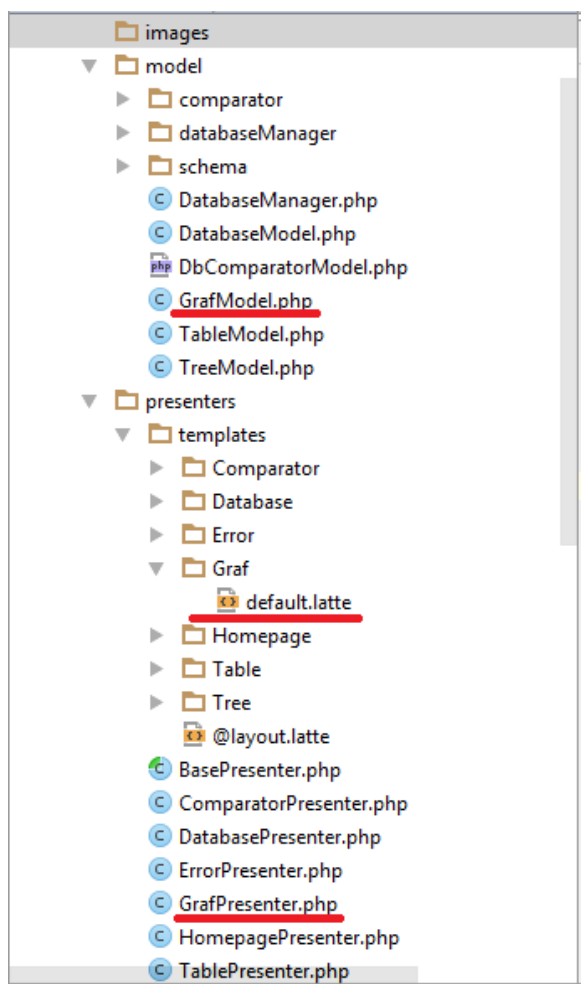 images
model
comparator
databaseManager
schema
DatabaseManager.php
DatabaseModel.php
php DbComparatorModel.php
GrafModel.php
TableModel.php
TreeModel.php
presenters
templates
Comparator
Database
Error
Graf
default.latte
Homepage
Table
Tree
@layout.latte
BasePresenter.php
ComparatorPresenter.php
DatabasePresenter.php
ErrorPresenter.php
GrafPresenter.php
HomepagePresenter.php
TablePresenter.php